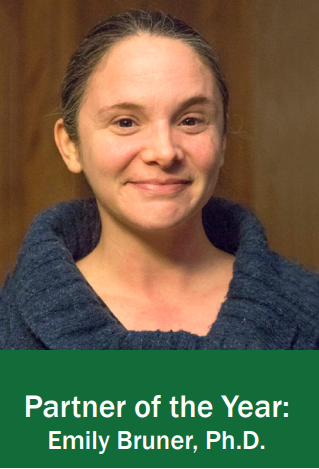 Partner of the Year:
Emily Bruner, Ph.D.